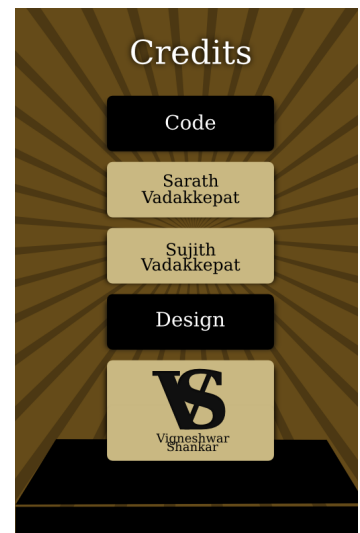 Credits
Code
Sarath
Vadakkepat
Sujith
Vadakkepat
Design
VS
Vigneshwar
Shankar